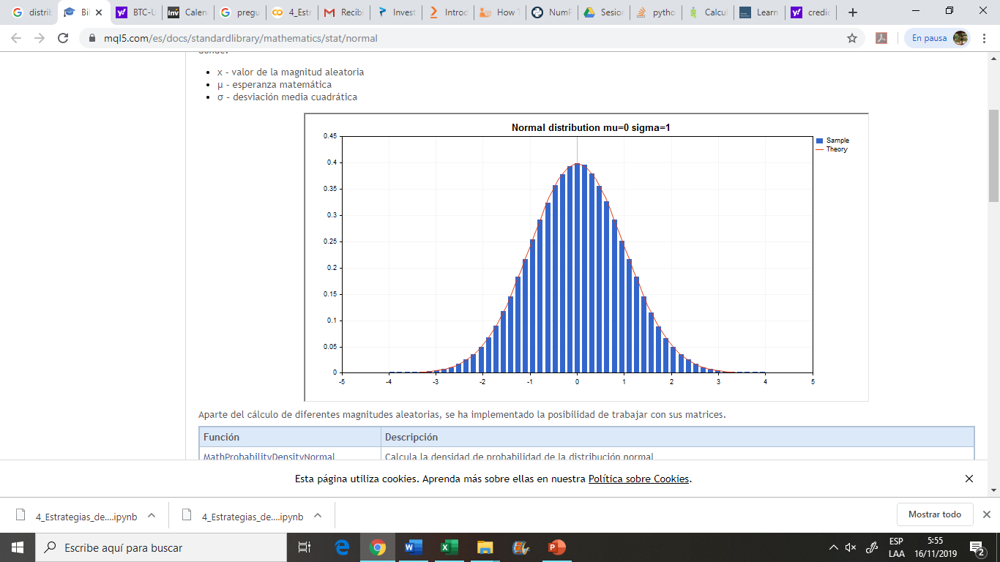 distrib
Bil
BTC-U
Calen
pregu
4_Estr
Recib
Invest
Introd
How T
NumP
Sesion
pytho
Calcul
Learn
credic
mql5.com/es/docs/standardlibrary/mathematics/stat/normal
En pausa
donde:
x - valor de la magnitud aleatoria
μ - esperanza matemática
σ - desviación media cuadrática
Normal distribution mu=0 sigma=1
Sample
Theory
0.45
0.4
0.35
0.3
0.25
0.2
0.15
0.1
0.05
0
-5 -4 -3 -2 -1 0 1 2 3 4 5
Aparte del cálculo de diferentes magnitudes aleatorias, se ha implementado la posibilidad de trabajar con sus matrices.
Función Descripción
MathProbabilityDensityNormal Calcula la densidad de probabilidad de la distribución normal
Esta página utiliza cookies. Aprenda más sobre ellas en nuestra Política sobre Cookies.
4_Estrategias_de....ipynb
4_Estrategias_de....ipynb
Mostrar todo
Escribe aquí para buscar
ESP
LAA
5:55
16/11/2019
2